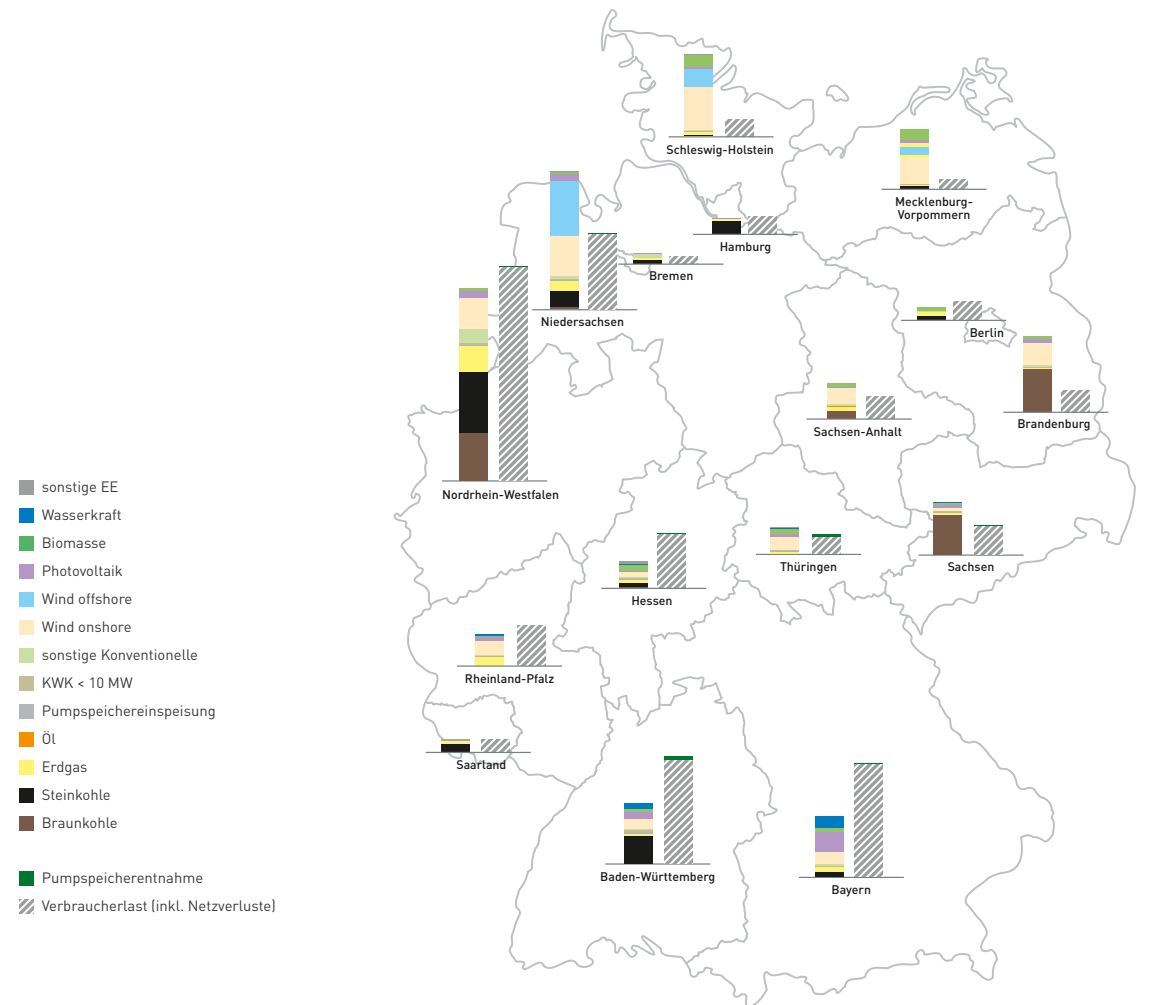 Schleswig-Holstein
Mecklenburg-
Vorpommern
Hamburg
Bremen
Niedersachsen
Berlin
Brandenburg
Sachsen-Anhalt
Nordrhein-Westfalen
Thüringen
Sachsen
Hessen
Rheinland-Pfalz
Saarland
Baden-Württemberg
Bayern
sonstige EE
Wasserkraft
Biomasse
Photovoltaik
Wind offshore
Wind onshore
sonstige Konventionelle
KWK < 10 MW
Pumpspeichereinspeisung
Öl
Erdgas
Steinkohle
Braunkohle
Pumpspeicherentnahme
Verbraucherlast (inkl. Netzverluste)